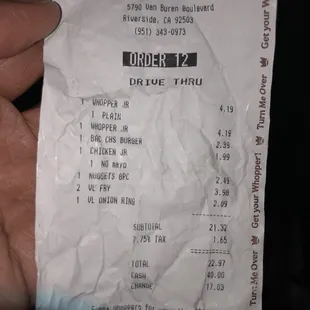 5790 Van Buren Boulevard
Riverside, CA 92503
(951) 343-0973
ORDER 12
DRIVE THRU
1 WHOPPER JR 4.19
1 PLAIN
1 WHOPPER JR 4.19
1 BAC CHS BURGER 2.39
1 CHICKEN JR 1.99
1 NO mayo
1 NUGGETS 8PC 2.49
2 VL FRY 3.98
1 VL ONION RING 2.09
SUBTOTAL 21.32
7.75% TAX 1.65
TOTAL 22.97
CASH 40.00
CHANGE 17.03
Turn Me Over
Get your Whopper!
Turn Me Over
Get your Whopper!